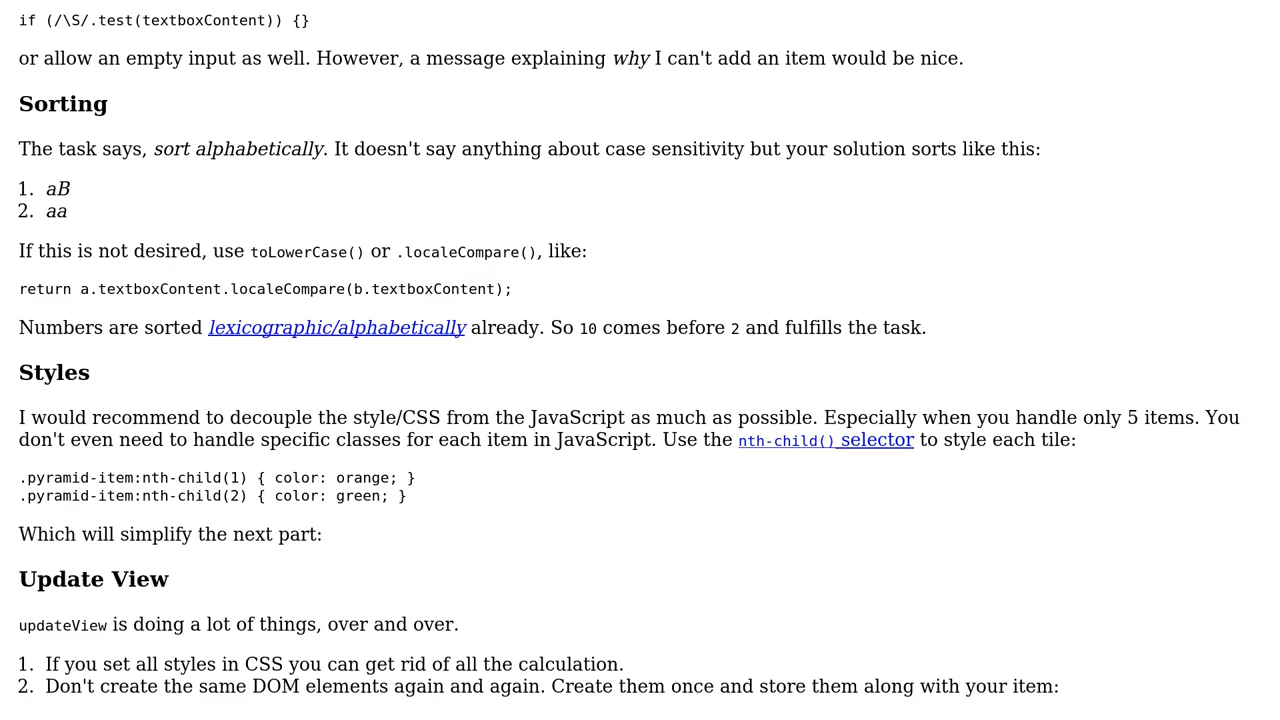 if (/\S/.test(textboxContent)) {}
or allow an empty input as well. However, a message explaining why I can't add an item would be nice.
Sorting
The task says, sort alphabetically. It doesn't say anything about case sensitivity but your solution sorts like this:
1. aB
2. aa
If this is not desired, use toLowerCase() or .localeCompare(), like:
return a.textboxContent.localeCompare(b.textboxContent);
Numbers are sorted lexicographic/alphabetically already. So 10 comes before 2 and fulfills the task.
Styles
I would recommend to decouple the style/CSS from the JavaScript as much as possible. Especially when you handle only 5 items. You
don't even need to handle specific classes for each item in JavaScript. Use the nth-child() selector to style each tile:
.pyramid-item:nth-child(1) { color: orange; }
.pyramid-item:nth-child(2) { color: green; }
Which will simplify the next part:
Update View
updateView is doing a lot of things, over and over.
1. If you set all styles in CSS you can get rid of all the calculation.
2. Don't create the same DOM elements again and again. Create them once and store them along with your item: